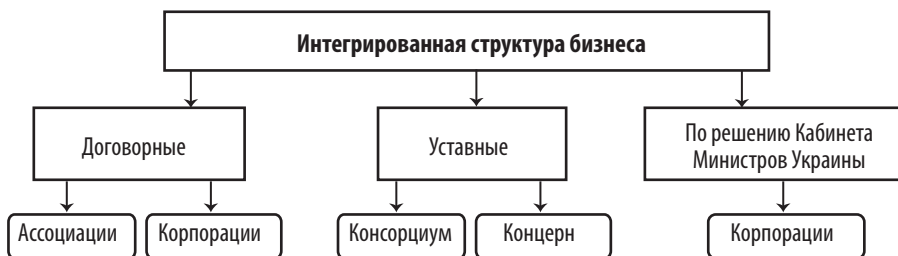 Интегрированная структура бизнеса
Договорные
Уставные
По решению Кабинета
Министров Украины
Ассоциации
Корпорации
Консорциум
Концерн
Корпорации